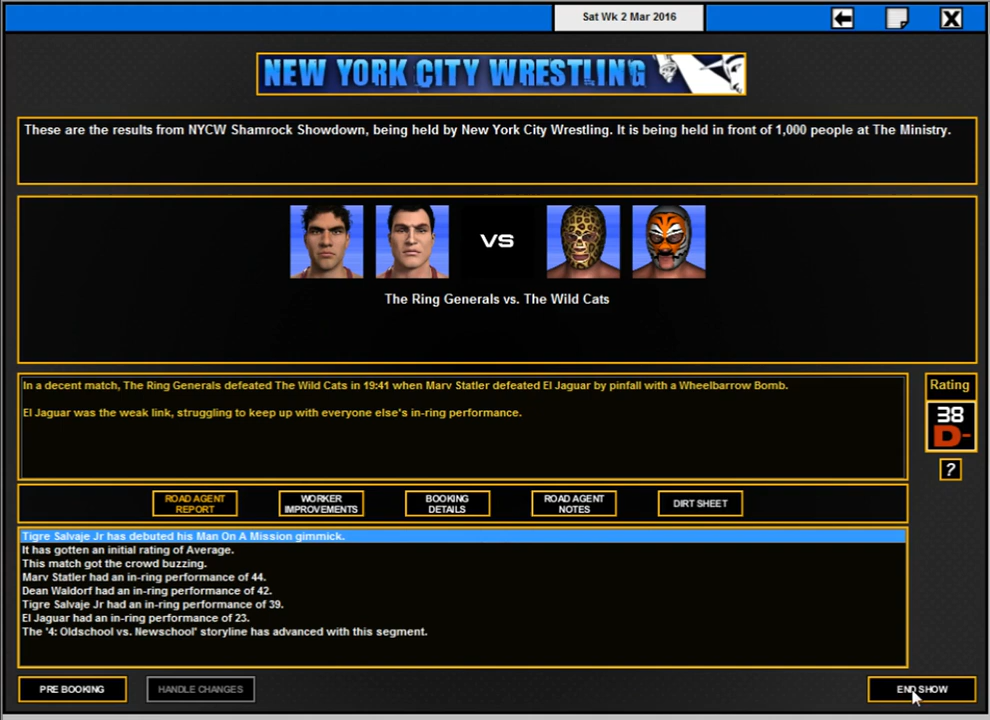 Sat Wk 2 Mar 2016
NEW YORK CITY WRESTLING
These are the results from NYCW Shamrock Showdown, being held by New York City Wrestling. It is being held in front of 1,000 people at The Ministry.
VS
The Ring Generals vs. The Wild Cats
In a decent match, The Ring Generals defeated The Wild Cats in 19:41 when Marv Statler defeated El Jaguar by pinfall with a Wheelbarrow Bomb.
El Jaguar was the weak link, struggling to keep up with everyone else's in-ring performance.
Rating
38
D-
?
ROAD AGENT
REPORT
WORKER
IMPROVEMENTS
BOOKING
DETAILS
ROAD AGENT
NOTES
DIRT SHEET
Tigre Salvaje Jr has debuted his Man On A Mission gimmick.
It has gotten an initial rating of Average.
This match got the crowd buzzing.
Marv Statler had an in-ring performance of 44.
Dean Waldorf had an in-ring performance of 42.
Tigre Salvaje Jr had an in-ring performance of 39.
El Jaguar had an in-ring performance of 23.
The '4: Oldschool vs. Newschool' storyline has advanced with this segment.
PRE BOOKING
HANDLE CHANGES
END SHOW